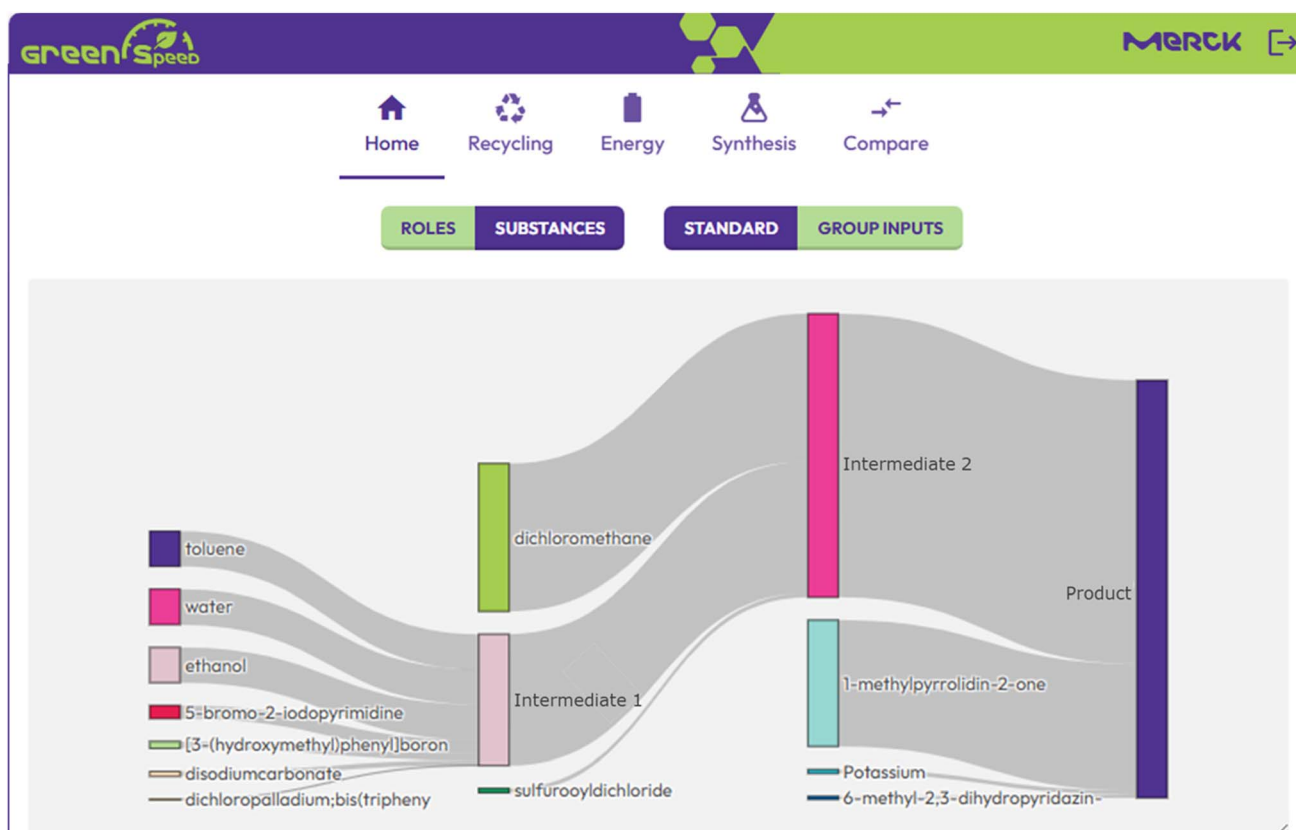 Green Speed
Merck
Home Recycling Energy Synthesis Compare
ROLES SUBSTANCES STANDARD GROUP INPUTS
Intermediate 2
dichloromethane
toluene
Product
water
ethanol
1-methylpyrrolidin-2-one
Intermediate 1
5-bromo-2-iodopyrimidine
[3-(hydroxymethyl)phenyl]boron
disodiumcarbonate
Potassium
sulfurooyldichloride
6-methyl-2,3-dihydropyridazin-
dichloropalladium;bis(tripheny